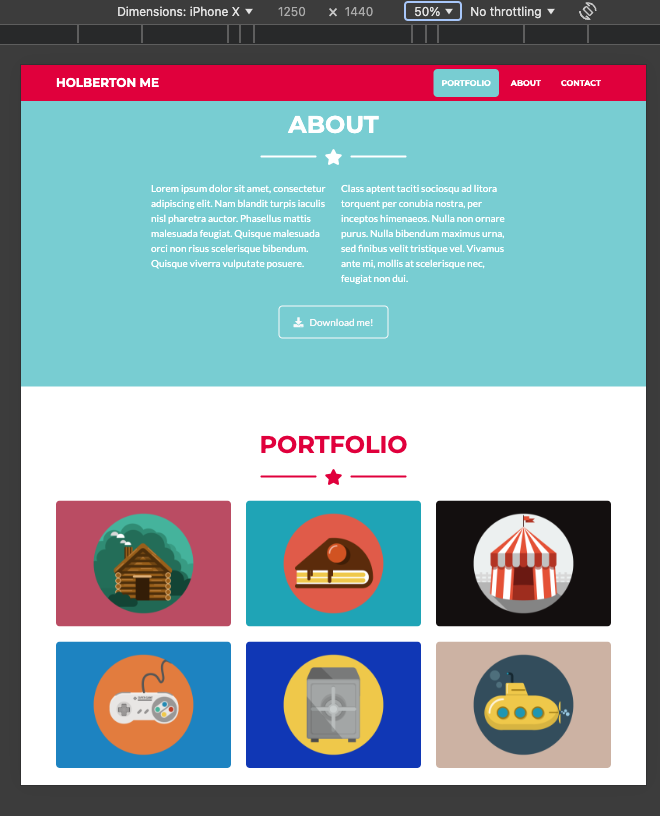 Dimensions: iPhone X ▼ 1250 × 1440 50% ▼ No throttling ▼
HOLBERTON ME
PORTFOLIO ABOUT CONTACT
ABOUT
Lorem ipsum dolor sit amet, consectetur
adipiscing elit. Nam blandit turpis iaculis
nisl pharetra auctor. Phasellus mattis
malesuada feugiat. Quisque malesuada
orci non risus scelerisque bibendum.
Quisque viverra vulputate posuere.
Class aptent taciti sociosqu ad litora
torquent per conubia nostra, per
inceptos himenaeos. Nulla non ornare
purus. Nulla bibendum maximus urna,
sed finibus velit tristique vel. Vivamus
ante mi, mollis at scelerisque nec,
feugiat non dui.
Download me!
PORTFOLIO